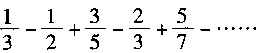 1/3 − 1/2 + 3/5 − 2/3 + 5/7 − ⋯⋯